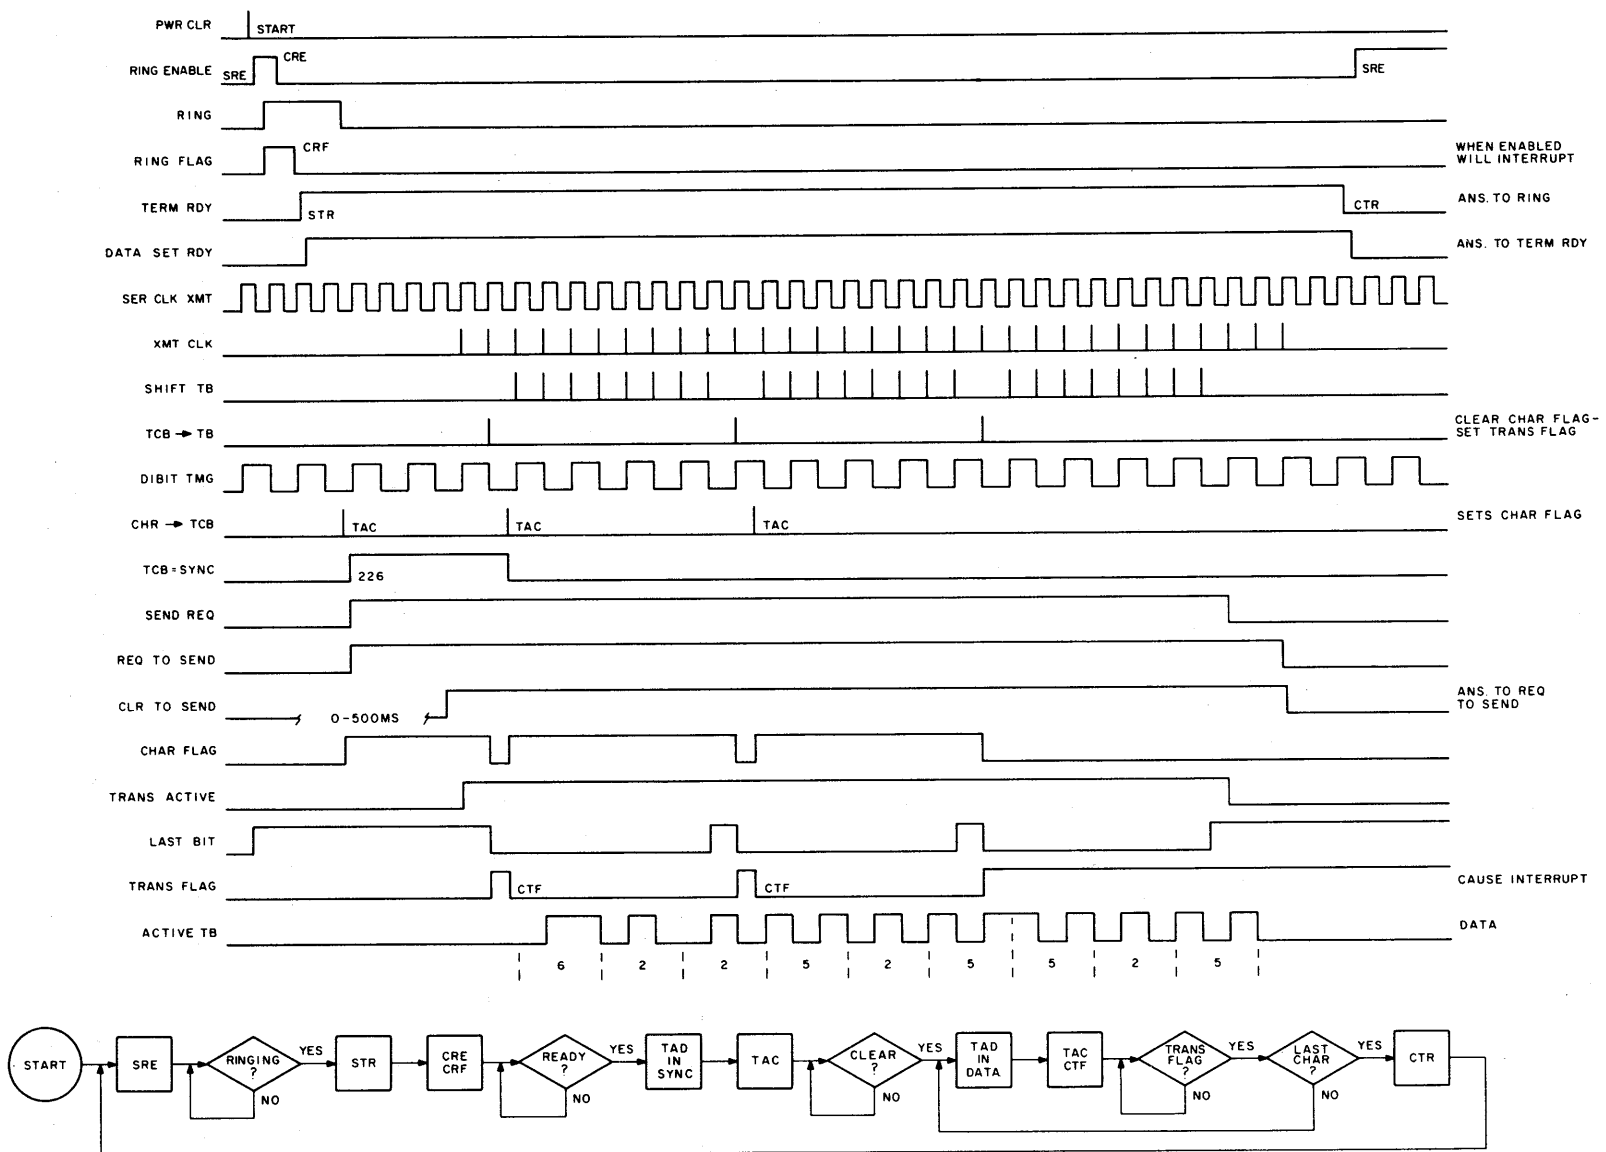 PWR CLR START
RING ENABLE SRE CRE SRE
RING
RING FLAG CRF WHEN ENABLED
WILL INTERRUPT
TERM RDY STR CTR ANS. TO RING
DATA SET RDY ANS. TO TERM RDY
SER CLK XMT
XMT CLK
SHIFT TB
TCB → TB CLEAR CHAR FLAG-
SET TRANS FLAG
DIBIT TMG
CHR → TCB TAC TAC TAC SETS CHAR FLAG
TCB=SYNC 226
SEND REQ
REQ TO SEND
CLR TO SEND 0-500MS ANS. TO REQ
TO SEND
CHAR FLAG
TRANS ACTIVE
LAST BIT
TRANS FLAG CTF CTF CAUSE INTERRUPT
ACTIVE TB DATA
6 2 2 5 2 5 5 2 5
START
SRE
RINGING
?
YES
NO
STR
CRE
CRF
READY
?
YES
NO
TAD
IN
SYNC
TAC
CLEAR
?
YES
NO
TAD
IN
DATA
TAC
CTF
TRANS
FLAG
?
YES
NO
LAST
CHAR
?
YES
NO
CTR